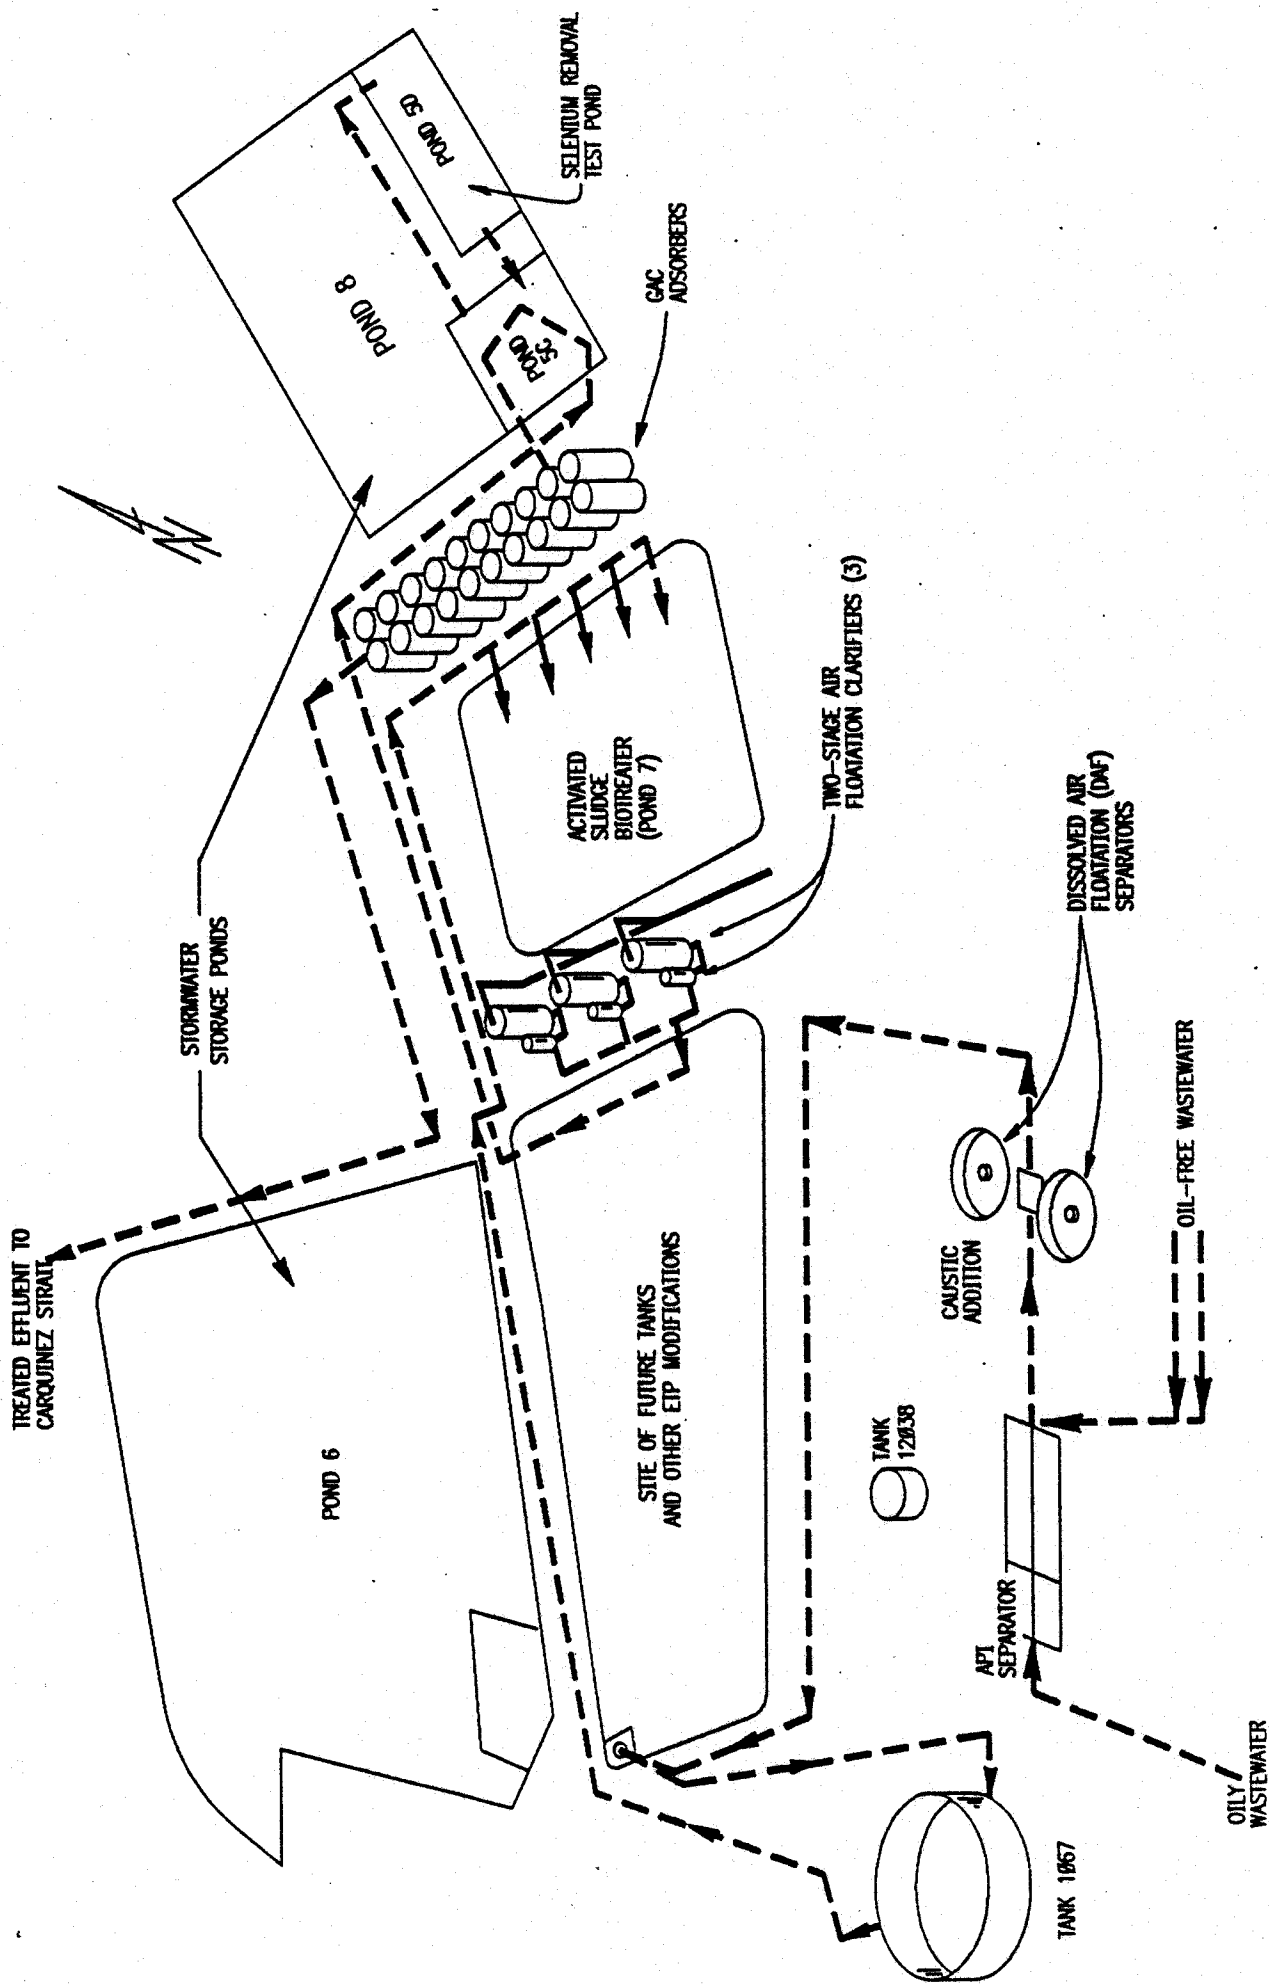 TREATED EFFLUENT TO
CARQUINEZ STRAIT
STORMWATER
STORAGE PONDS
POND 8
POND 5D
SELENIUM REMOVAL
TEST POND
POND
5C
GAC
ADSORBERS
POND 6
SITE OF FUTURE TANKS
AND OTHER ETP MODIFICATIONS
ACTIVATED
SLUDGE
BIOTREATER
(POND 7)
TWO-STAGE AIR
FLOATATION CLARIFIERS (3)
TANK
12038
CAUSTIC
ADDITION
DISSOLVED AIR
FLOATATION (DAF)
SEPARATORS
API
SEPARATOR
OIL-FREE WASTEWATER
TANK 1067
OILY
WASTEWATER